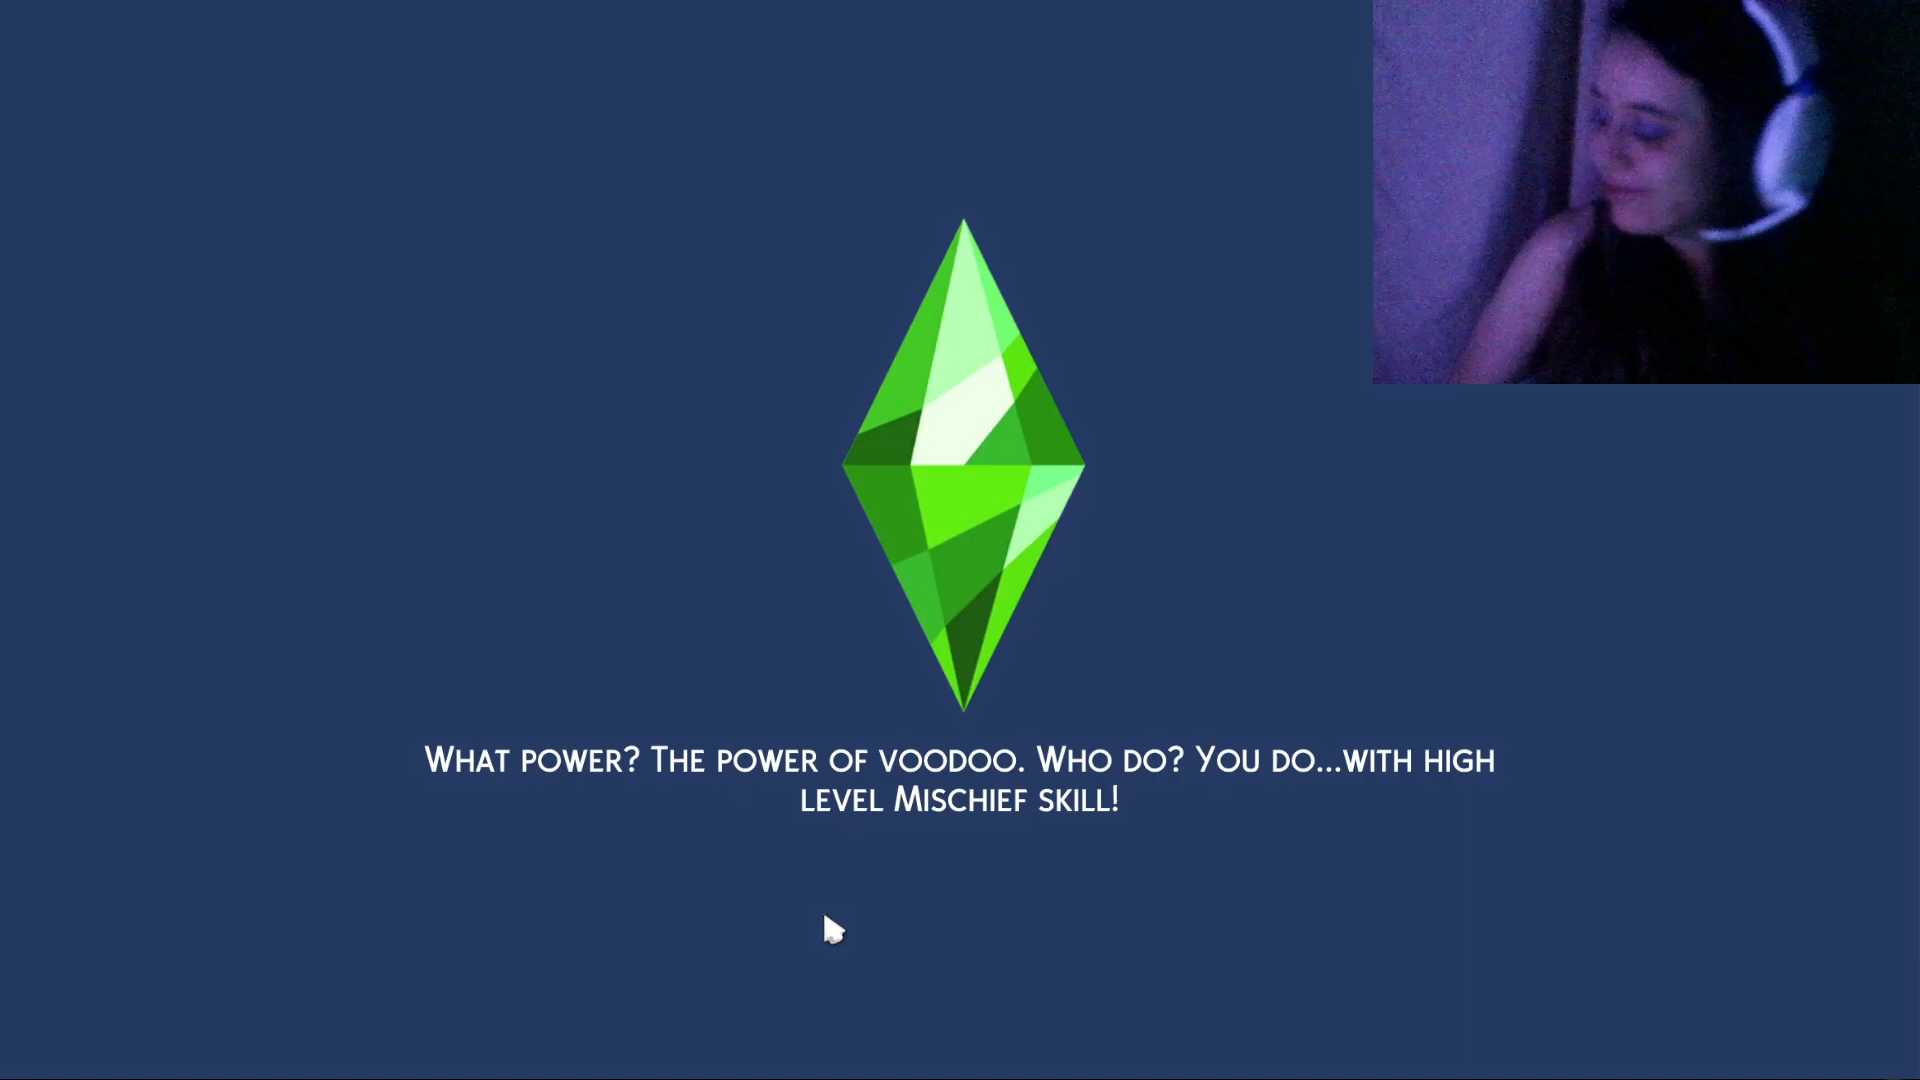 What power? The power of voodoo. Who do? You do...with high
level Mischief skill!